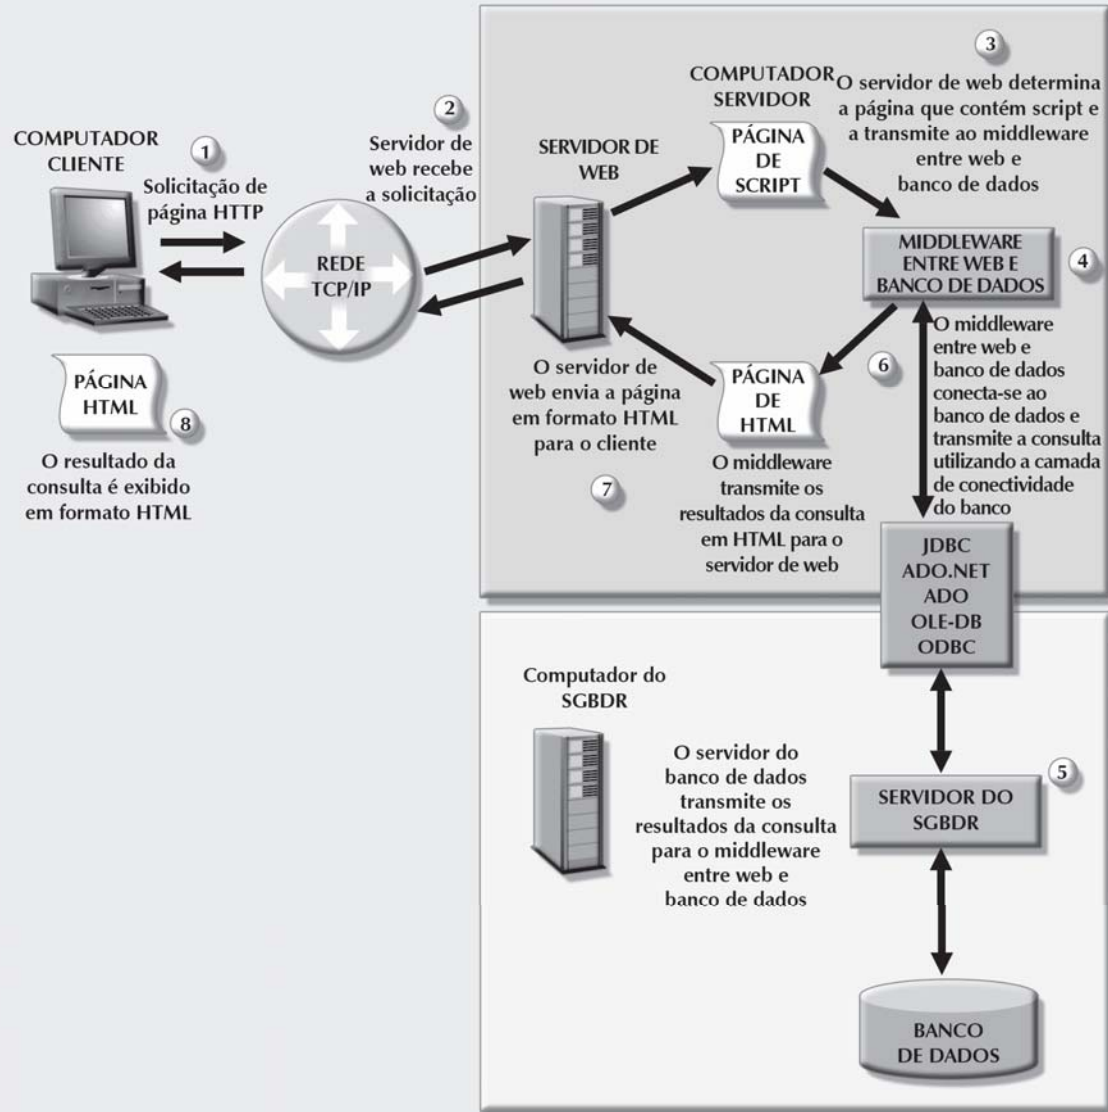 COMPUTADOR
CLIENTE
1
Solicitação de
página HTTP
2
Servidor de
web recebe
a solicitação
REDE
TCP/IP
SERVIDOR DE
WEB
COMPUTADOR
SERVIDOR
PÁGINA
DE
SCRIPT
3
O servidor de web determina
a página que contém script e
a transmite ao middleware
entre web e
banco de dados
MIDDLEWARE
ENTRE WEB E
BANCO DE DADOS
4
O middleware
entre web e
banco de dados
conecta-se ao
banco de dados e
transmite a consulta
utilizando a camada
de conectividade
do banco
JDBC
ADO.NET
ADO
OLE-DB
ODBC
Computador do
SGBDR
SERVIDOR DO
SGBDR
5
O servidor do
banco de dados
transmite os
resultados da consulta
para o middleware
entre web e
banco de dados
BANCO
DE DADOS
6
PÁGINA
DE
HTML
O middleware
transmite os
resultados da consulta
em HTML para o
servidor de web
O servidor de
web envia a página
em formato HTML
para o cliente
7
PÁGINA
HTML
8
O resultado da
consulta é exibido
em formato HTML